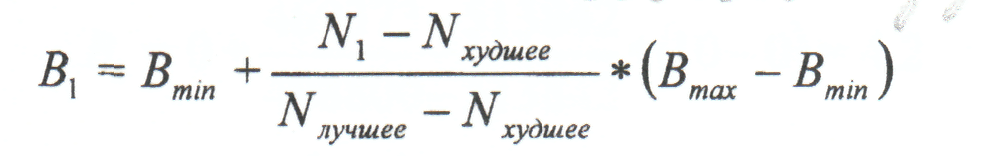 B₁ = B_min + (N₁ − N_худшее) / (N_лучшее − N_худшее) * (B_max − B_min)